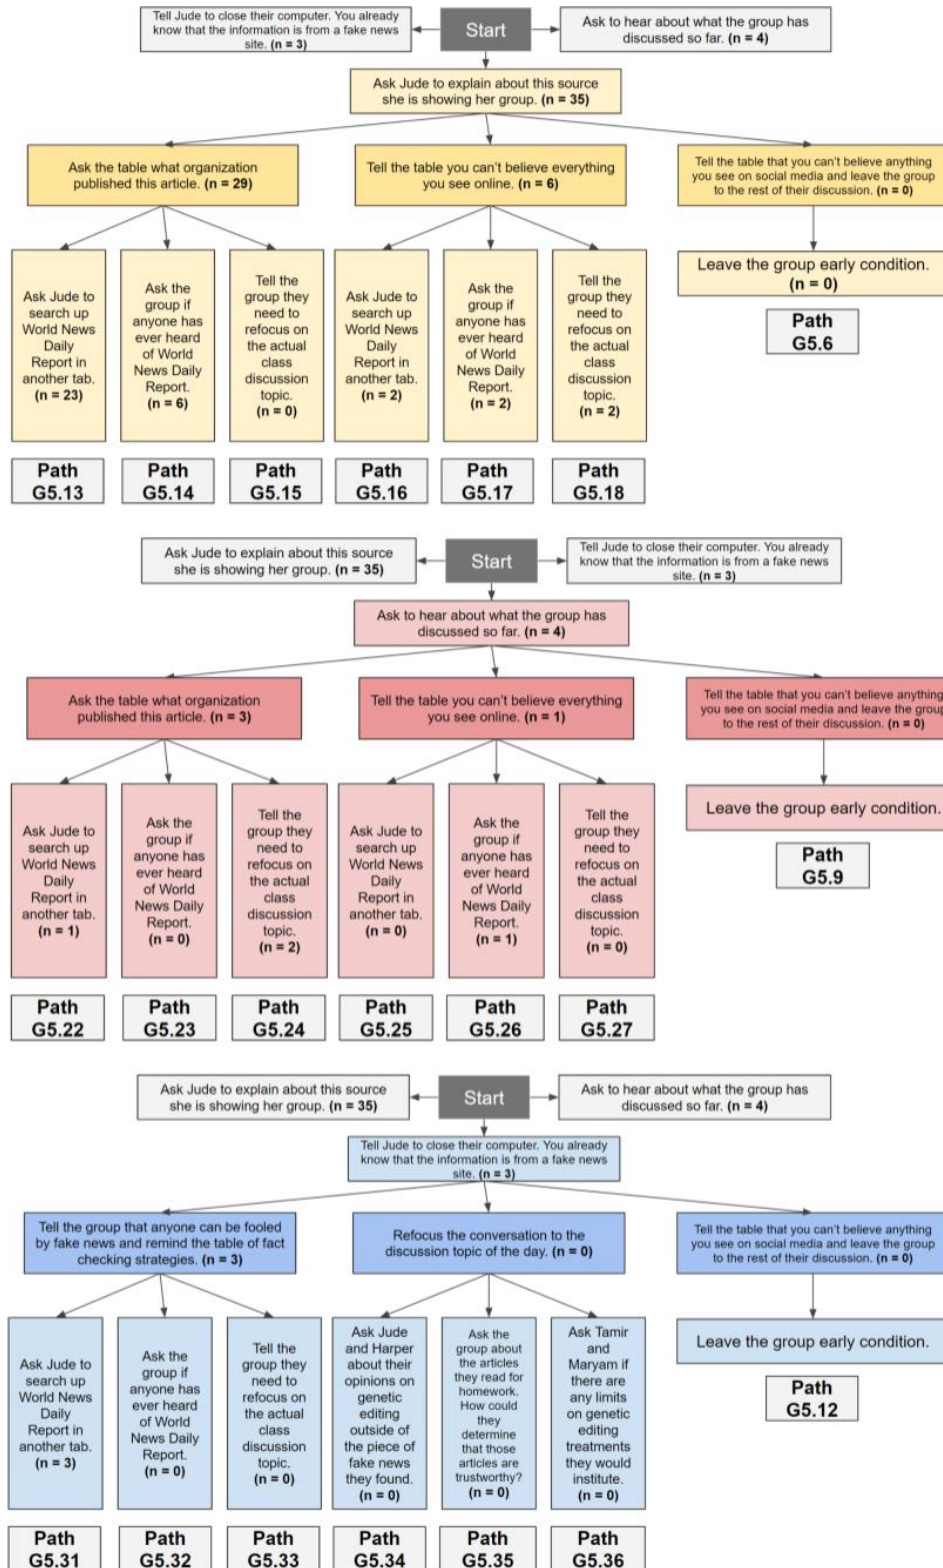 Tell Jude to close their computer. You already
know that the information is from a fake news
site. (n = 3)
Start
Ask to hear about what the group has
discussed so far. (n = 4)
Ask Jude to explain about this source
she is showing her group. (n = 35)
Ask the table what organization
published this article. (n = 29)
Tell the table you can't believe everything
you see online. (n = 6)
Tell the table that you can't believe anything
you see on social media and leave the group
to the rest of their discussion. (n = 0)
Ask Jude to
search up
World News
Daily
Report in
another tab.
(n = 23)
Ask the
group if
anyone has
ever heard
of World
News Daily
Report.
(n = 6)
Tell the
group they
need to
refocus on
the actual
class
discussion
topic.
(n = 0)
Ask Jude to
search up
World News
Daily
Report in
another tab.
(n = 2)
Ask the
group if
anyone has
ever heard
of World
News Daily
Report.
(n = 2)
Tell the
group they
need to
refocus on
the actual
class
discussion
topic.
(n = 2)
Leave the group early condition.
(n = 0)
Path
G5.6
Path
G5.13
Path
G5.14
Path
G5.15
Path
G5.16
Path
G5.17
Path
G5.18
Ask Jude to explain about this source
she is showing her group. (n = 35)
Start
Tell Jude to close their computer. You already
know that the information is from a fake news
site. (n = 3)
Ask to hear about what the group has
discussed so far. (n = 4)
Ask the table what organization
published this article. (n = 3)
Tell the table you can't believe everything
you see online. (n = 1)
Tell the table that you can't believe anything
you see on social media and leave the group
to the rest of their discussion. (n = 0)
Ask Jude to
search up
World News
Daily
Report in
another tab.
(n = 1)
Ask the
group if
anyone has
ever heard
of World
News Daily
Report.
(n = 0)
Tell the
group they
need to
refocus on
the actual
class
discussion
topic.
(n = 2)
Ask Jude to
search up
World News
Daily
Report in
another tab.
(n = 0)
Ask the
group if
anyone has
ever heard
of World
News Daily
Report.
(n = 1)
Tell the
group they
need to
refocus on
the actual
class
discussion
topic.
(n = 0)
Leave the group early condition.
Path
G5.9
Path
G5.22
Path
G5.23
Path
G5.24
Path
G5.25
Path
G5.26
Path
G5.27
Ask Jude to explain about this source
she is showing her group. (n = 35)
Start
Ask to hear about what the group has
discussed so far. (n = 4)
Tell Jude to close their computer. You already
know that the information is from a fake news
site. (n = 3)
Tell the group that anyone can be fooled
by fake news and remind the table of fact
checking strategies. (n = 3)
Refocus the conversation to the
discussion topic of the day. (n = 0)
Tell the table that you can't believe anything
you see on social media and leave the group
to the rest of their discussion. (n = 0)
Ask Jude to
search up
World News
Daily
Report in
another tab.
(n = 3)
Ask the
group if
anyone has
ever heard
of World
News Daily
Report.
(n = 0)
Tell the
group they
need to
refocus on
the actual
class
discussion
topic.
(n = 0)
Ask Jude
and Harper
about their
opinions on
genetic
editing
outside of
the piece of
fake news
they found.
(n = 0)
Ask the
group about
the articles
they read for
homework.
How could
they
determine
that those
articles are
trustworthy?
(n = 0)
Ask Tamir
and
Maryam if
there are
any limits
on genetic
editing
treatments
they would
institute.
(n = 0)
Leave the group early condition.
Path
G5.12
Path
G5.31
Path
G5.32
Path
G5.33
Path
G5.34
Path
G5.35
Path
G5.36